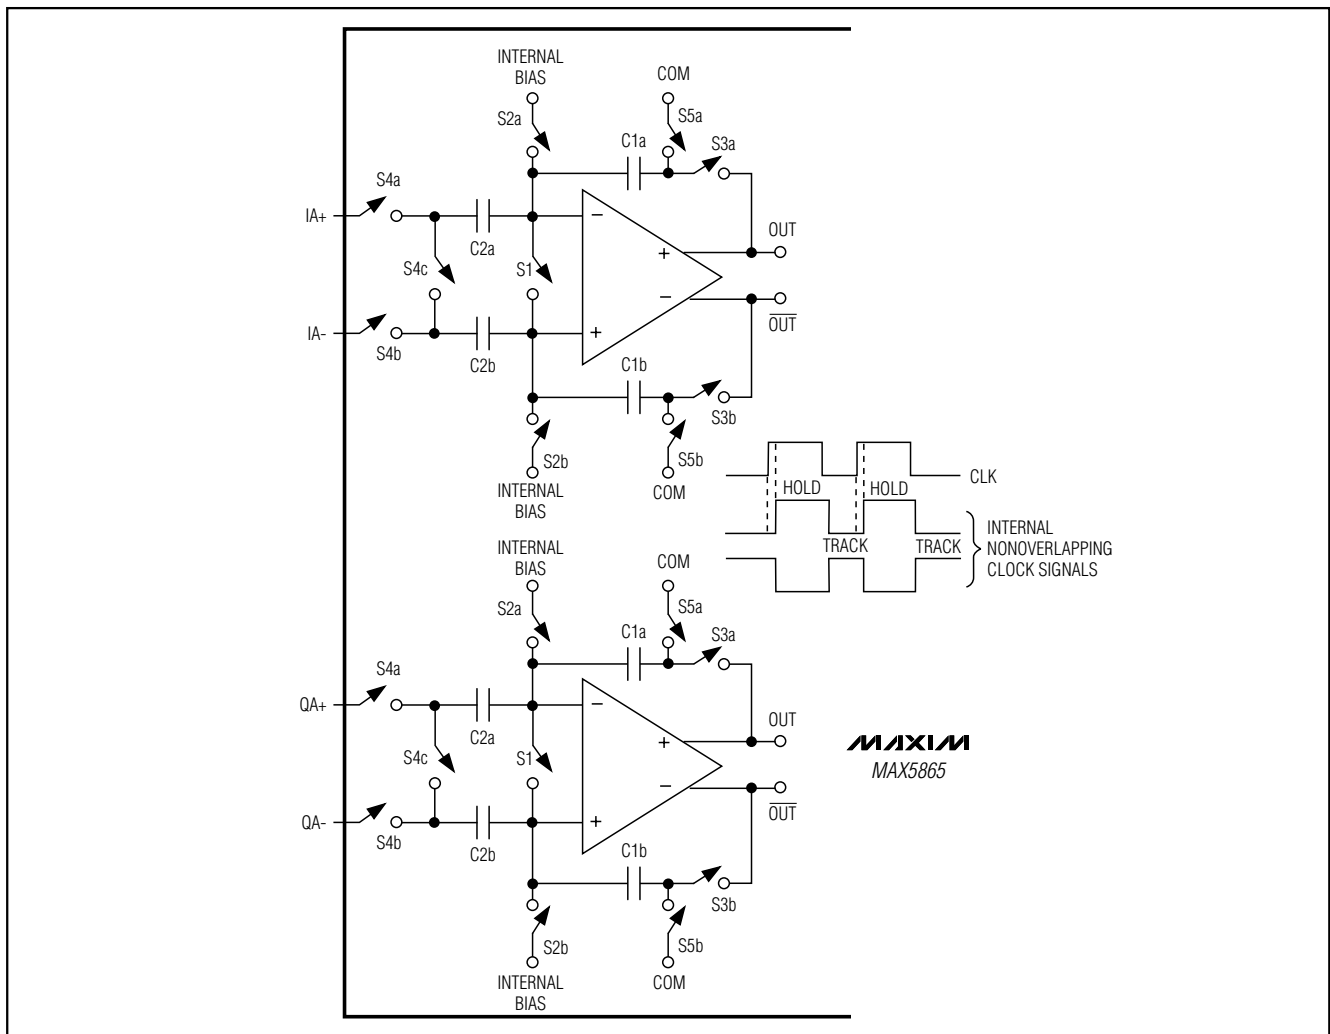 INTERNAL
BIAS
COM
S2a
S5a
C1a
S3a
S4a
IA+
−
OUT
C2a
+
S4c
S1
−
OUT
IA-
+
S4b
C2b
C1b
S3b
S2b
S5b
INTERNAL
BIAS
COM
CLK
HOLD
HOLD
TRACK
TRACK
INTERNAL
NONOVERLAPPING
CLOCK SIGNALS
INTERNAL
BIAS
COM
S2a
S5a
C1a
S3a
S4a
QA+
−
OUT
C2a
+
S4c
S1
−
OUT
QA-
+
S4b
C2b
C1b
S3b
S2b
S5b
INTERNAL
BIAS
COM
MAXIM
MAX5865